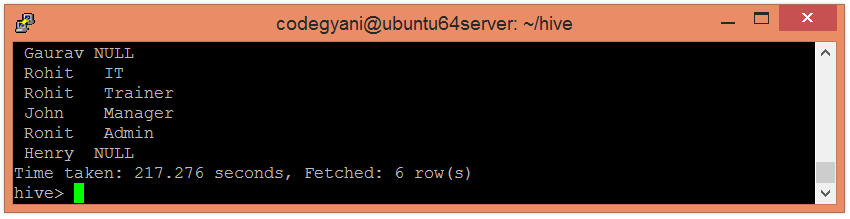 codegyani@ubuntu64server: ~/hive
Gaurav NULL
Rohit   IT
Rohit   Trainer
John    Manager
Ronit   Admin
Henry  NULL
Time taken: 217.276 seconds, Fetched: 6 row(s)
hive>